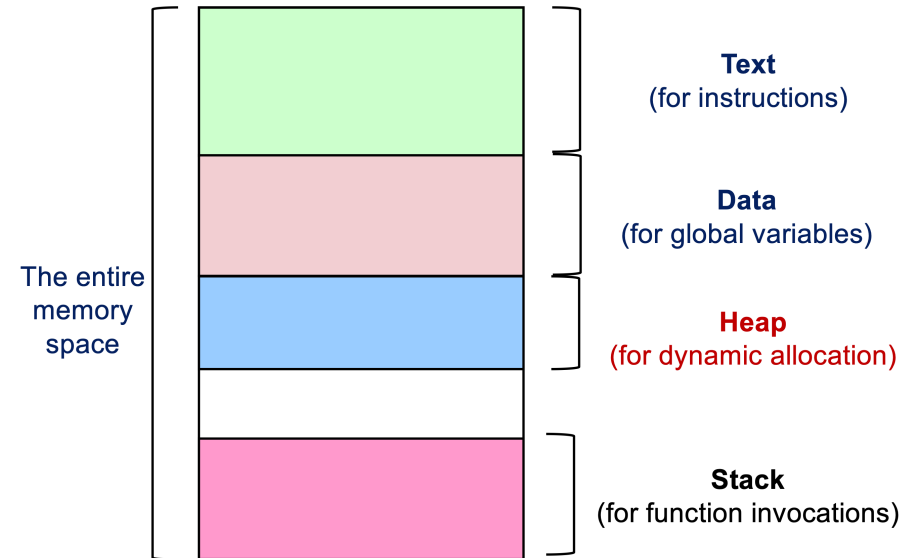 Text
(for instructions)
Data
(for global variables)
The entire
memory
space
Heap
(for dynamic allocation)
Stack
(for function invocations)